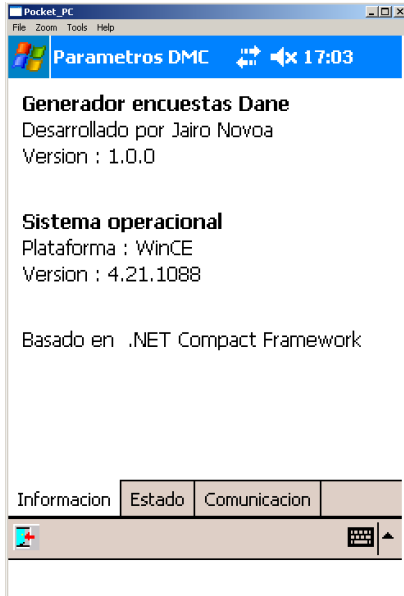 Pocket_PC
File Zoom Tools Help
Parametros DMC 17:03
Generador encuestas Dane
Desarrollado por Jairo Novoa
Version : 1.0.0
Sistema operacional
Plataforma : WinCE
Version : 4.21.1088
Basado en .NET Compact Framework
Informacion Estado Comunicacion